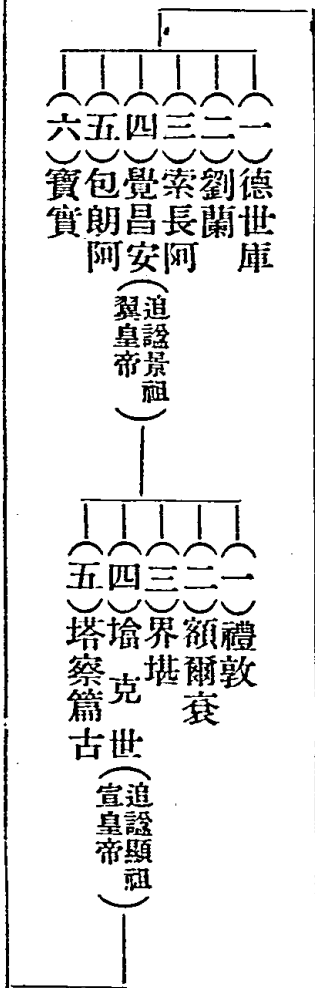 （一）德世庫
（二）劉闡
（三）索長阿
（四）覺昌安（追諡景祖翼皇帝）
（五）包朗阿
（六）寶實
（一）禮敦
（二）額爾袞
（三）界堪
（四）塔克世（追諡顯祖宣皇帝）
（五）塔察篇古